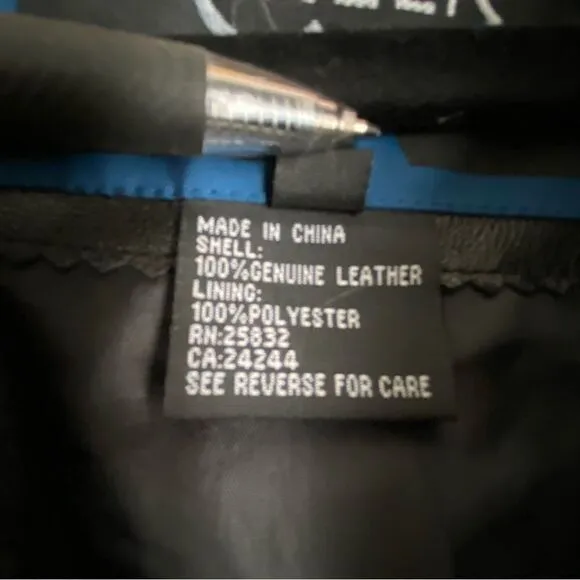 MADE IN CHINA
SHELL:
100%GENUINE LEATHER
LINING:
100%POLYESTER
RN:25832
CA:24244
SEE REVERSE FOR CARE